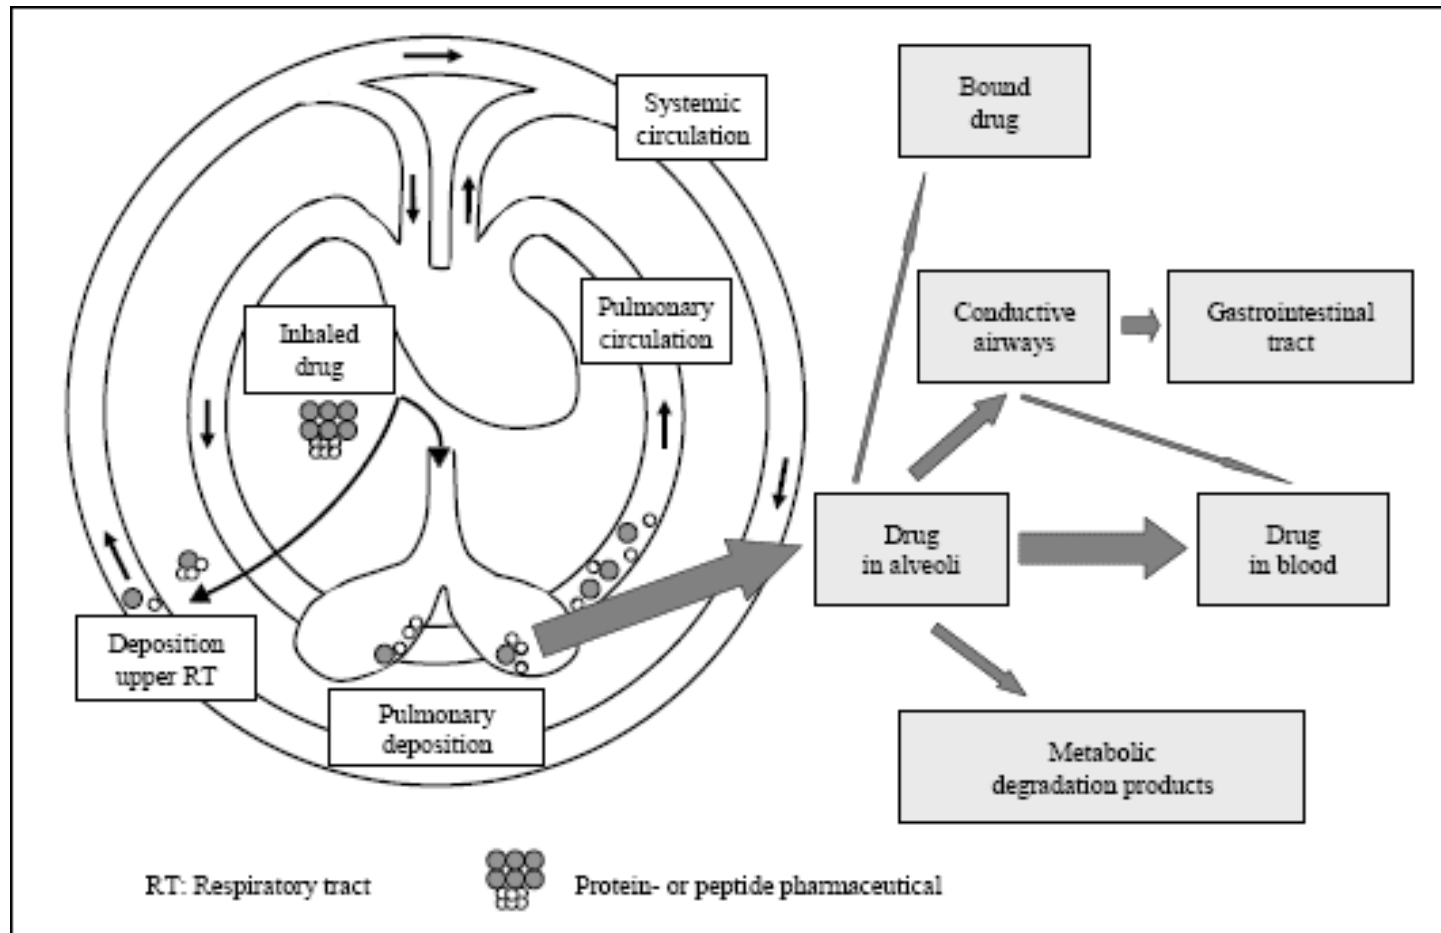 Systemic
circulation
Pulmonary
circulation
Inhaled
drug
Deposition
upper RT
Pulmonary
deposition
Bound
drug
Conductive
airways
Gastrointestinal
tract
Drug
in alveoli
Drug
in blood
Metabolic
degradation products
RT: Respiratory tract
Protein- or peptide pharmaceutical